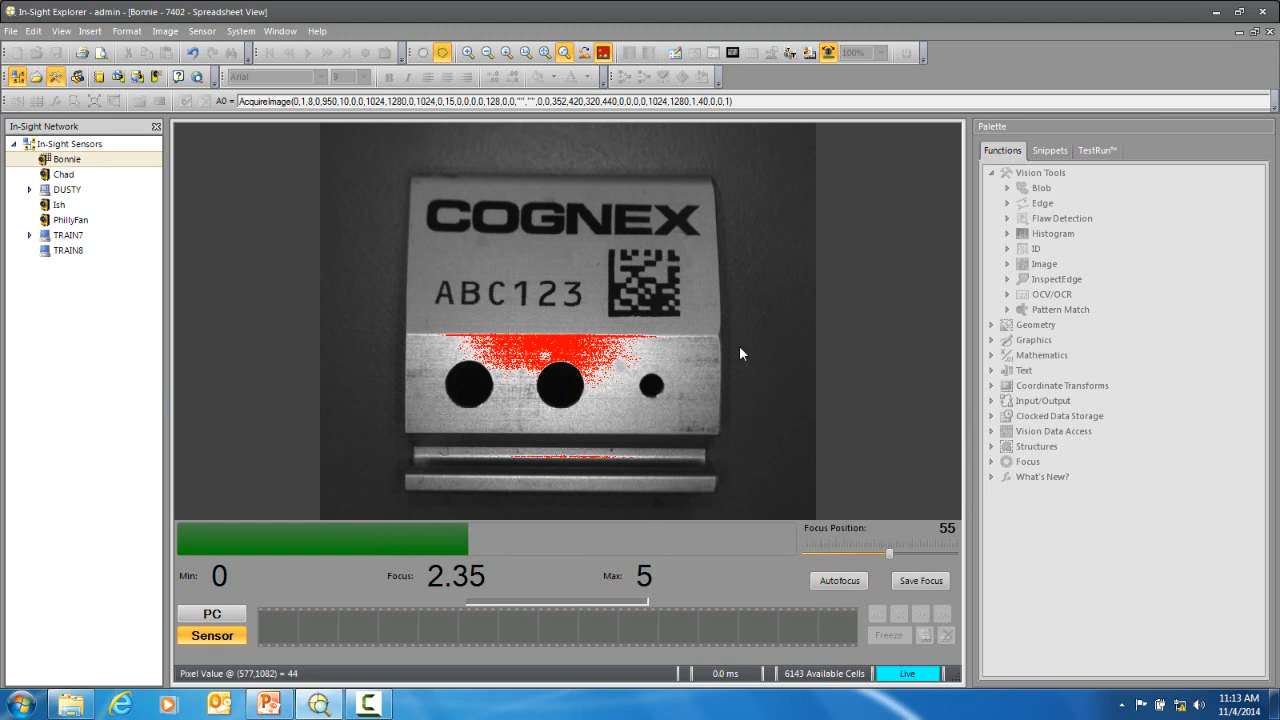 In-Sight Explorer - admin - [Bonnie - 7402 - Spreadsheet View]
File Edit View Insert Format Image Sensor System Window Help
100%
Arial 9
A0 = AcquireImage(0,1,8.0,950,10.0,0,1024,1280,0,1024,0,15,0,0,0,0,128,0,0,"","",0,0,352,420,320,440,0,0,0,0,1024,1280,1.40,0,0,1)
In-Sight Network
In-Sight Sensors
Bonnie
Chad
DUSTY
Ish
PhillyFan
TRAIN7
TRAIN8
COGNEX
ABC123
Palette
Functions Snippets TestRun™
Vision Tools
Blob
Edge
Flaw Detection
Histogram
ID
Image
InspectEdge
OCV/OCR
Pattern Match
Geometry
Graphics
Mathematics
Text
Coordinate Transforms
Input/Output
Clocked Data Storage
Vision Data Access
Structures
Focus
What's New?
Focus Position: 55
Min: 0 Focus: 2.35 Max: 5
Autofocus Save Focus
PC
Sensor
Freeze
Pixel Value @ (577,1082) = 44
0.0 ms 6143 Available Cells Live
11:13 AM
11/4/2014